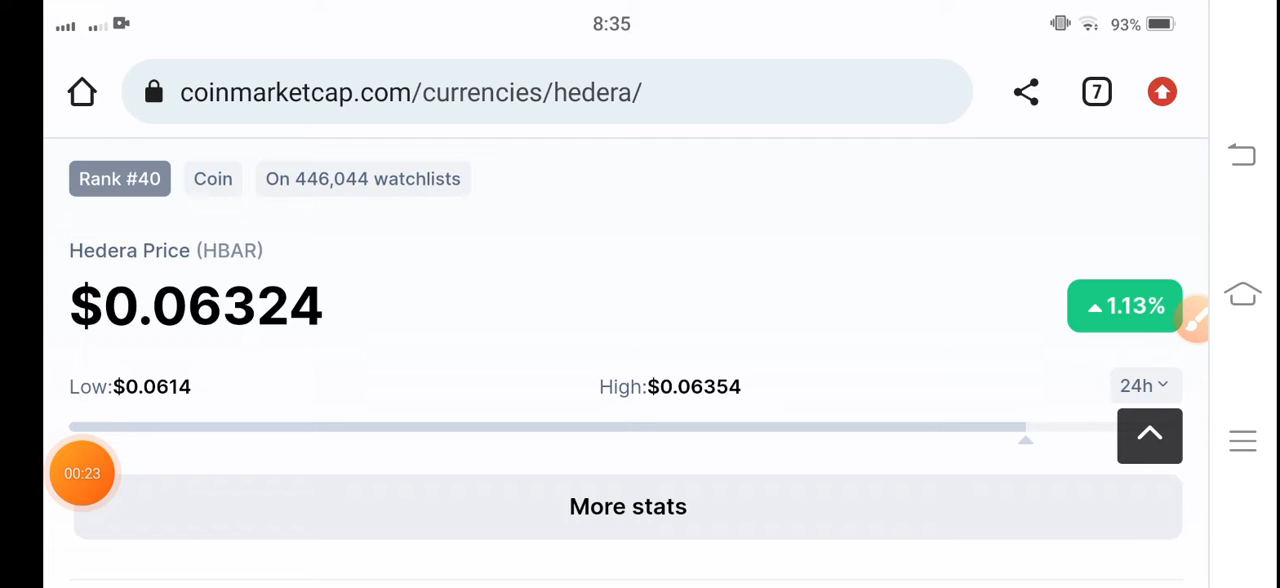 8:35
93%
coinmarketcap.com/currencies/hedera/
7
Rank #40 Coin On 446,044 watchlists
Hedera Price (HBAR)
$0.06324
1.13%
Low:$0.0614 High:$0.06354 24h
00:23
More stats